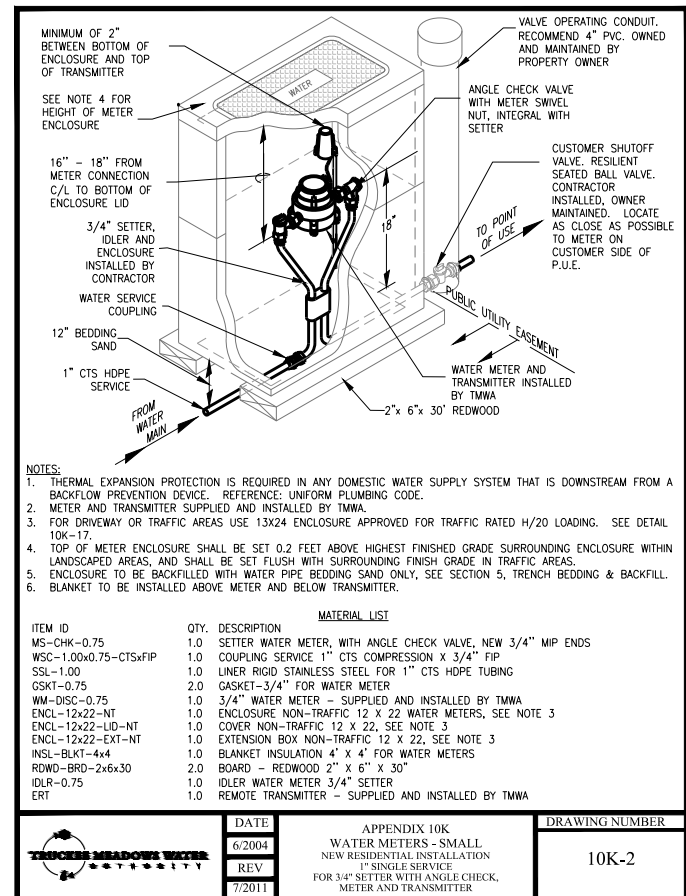 MINIMUM OF 2"
BETWEEN BOTTOM OF
ENCLOSURE AND TOP
OF TRANSMITTER
SEE NOTE 4 FOR
HEIGHT OF METER
ENCLOSURE
16" – 18" FROM
METER CONNECTION
C/L TO BOTTOM OF
ENCLOSURE LID
3/4" SETTER,
IDLER AND
ENCLOSURE
INSTALLED BY
CONTRACTOR
WATER SERVICE
COUPLING
12" BEDDING
SAND
1" CTS HDPE
SERVICE
FROM
WATER
MAIN
WATER
18"
VALVE OPERATING CONDUIT.
RECOMMEND 4" PVC. OWNED
AND MAINTAINED BY
PROPERTY OWNER
ANGLE CHECK VALVE
WITH METER SWIVEL
NUT, INTEGRAL WITH
SETTER
CUSTOMER SHUTOFF
VALVE. RESILIENT
SEATED BALL VALVE.
CONTRACTOR
INSTALLED, OWNER
MAINTAINED. LOCATE
AS CLOSE AS POSSIBLE
TO METER ON
CUSTOMER SIDE OF
P.U.E.
TO POINT
OF USE
PUBLIC UTILITY EASEMENT
WATER METER AND
TRANSMITTER INSTALLED
BY TMWA
2"x 6"x 30' REDWOOD
NOTES:
1. THERMAL EXPANSION PROTECTION IS REQUIRED IN ANY DOMESTIC WATER SUPPLY SYSTEM THAT IS DOWNSTREAM FROM A
BACKFLOW PREVENTION DEVICE. REFERENCE: UNIFORM PLUMBING CODE.
2. METER AND TRANSMITTER SUPPLIED AND INSTALLED BY TMWA.
3. FOR DRIVEWAY OR TRAFFIC AREAS USE 13X24 ENCLOSURE APPROVED FOR TRAFFIC RATED H/20 LOADING. SEE DETAIL
10K-17.
4. TOP OF METER ENCLOSURE SHALL BE SET 0.2 FEET ABOVE HIGHEST FINISHED GRADE SURROUNDING ENCLOSURE WITHIN
LANDSCAPED AREAS, AND SHALL BE SET FLUSH WITH SURROUNDING FINISH GRADE IN TRAFFIC AREAS.
5. ENCLOSURE TO BE BACKFILLED WITH WATER PIPE BEDDING SAND ONLY, SEE SECTION 5, TRENCH BEDDING & BACKFILL.
6. BLANKET TO BE INSTALLED ABOVE METER AND BELOW TRANSMITTER.
MATERIAL LIST
ITEM ID QTY. DESCRIPTION
MS-CHK-0.75 1.0 SETTER WATER METER, WITH ANGLE CHECK VALVE, NEW 3/4" MIP ENDS
WSC-1.00x0.75-CTSxFIP 1.0 COUPLING SERVICE 1" CTS COMPRESSION X 3/4" FIP
SSL-1.00 1.0 LINER RIGID STAINLESS STEEL FOR 1" CTS HDPE TUBING
GSKT-0.75 2.0 GASKET-3/4" FOR WATER METER
WM-DISC-0.75 1.0 3/4" WATER METER – SUPPLIED AND INSTALLED BY TMWA
ENCL-12x22-NT 1.0 ENCLOSURE NON-TRAFFIC 12 X 22 WATER METERS, SEE NOTE 3
ENCL-12x22-LID-NT 1.0 COVER NON-TRAFFIC 12 X 22, SEE NOTE 3
ENCL-12x22-EXT-NT 1.0 EXTENSION BOX NON-TRAFFIC 12 X 22, SEE NOTE 3
INSL-BLKT-4x4 1.0 BLANKET INSULATION 4' X 4' FOR WATER METERS
RDWD-BRD-2x6x30 2.0 BOARD – REDWOOD 2" X 6" X 30"
IDLR-0.75 1.0 IDLER WATER METER 3/4" SETTER
ERT 1.0 REMOTE TRANSMITTER – SUPPLIED AND INSTALLED BY TMWA
TRUCKEE MEADOWS WATER
AUTHORITY
DATE
6/2004
REV
7/2011
APPENDIX 10K
WATER METERS - SMALL
NEW RESIDENTIAL INSTALLATION
1" SINGLE SERVICE
FOR 3/4" SETTER WITH ANGLE CHECK,
METER AND TRANSMITTER
DRAWING NUMBER
10K-2